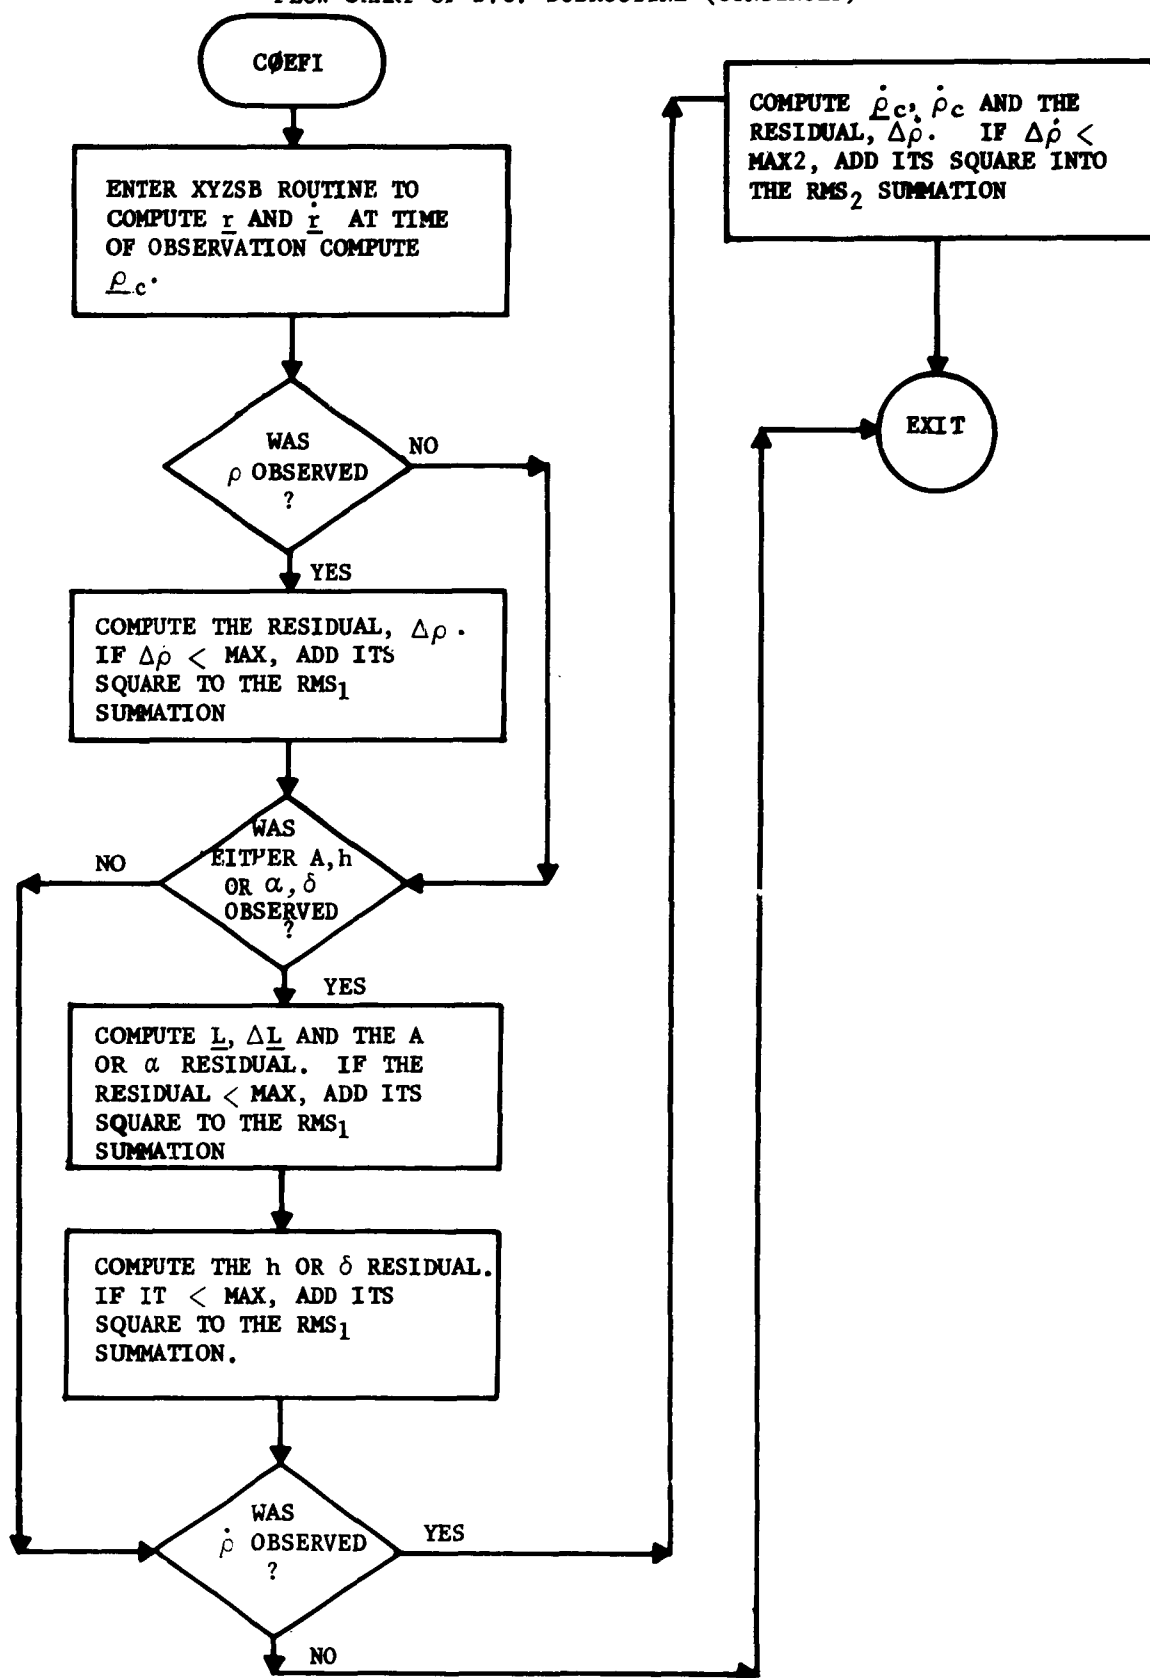 CØEFI
ENTER XYZSB ROUTINE TO
COMPUTE r AND ṙ AT TIME
OF OBSERVATION COMPUTE
ρc.
WAS
ρ OBSERVED
?
NO
YES
COMPUTE THE RESIDUAL, Δρ.
IF Δρ < MAX, ADD ITS
SQUARE TO THE RMS1
SUMMATION
WAS
EITHER A,h
OR α,δ
OBSERVED
?
NO
YES
COMPUTE L, ΔL AND THE A
OR α RESIDUAL. IF THE
RESIDUAL < MAX, ADD ITS
SQUARE TO THE RMS1
SUMMATION
COMPUTE THE h OR δ RESIDUAL.
IF IT < MAX, ADD ITS
SQUARE TO THE RMS1
SUMMATION.
WAS
ρ̇ OBSERVED
?
YES
NO
COMPUTE ρ̇c, ρ̇c AND THE
RESIDUAL, Δρ̇. IF Δρ̇ <
MAX2, ADD ITS SQUARE INTO
THE RMS2 SUMMATION
EXIT